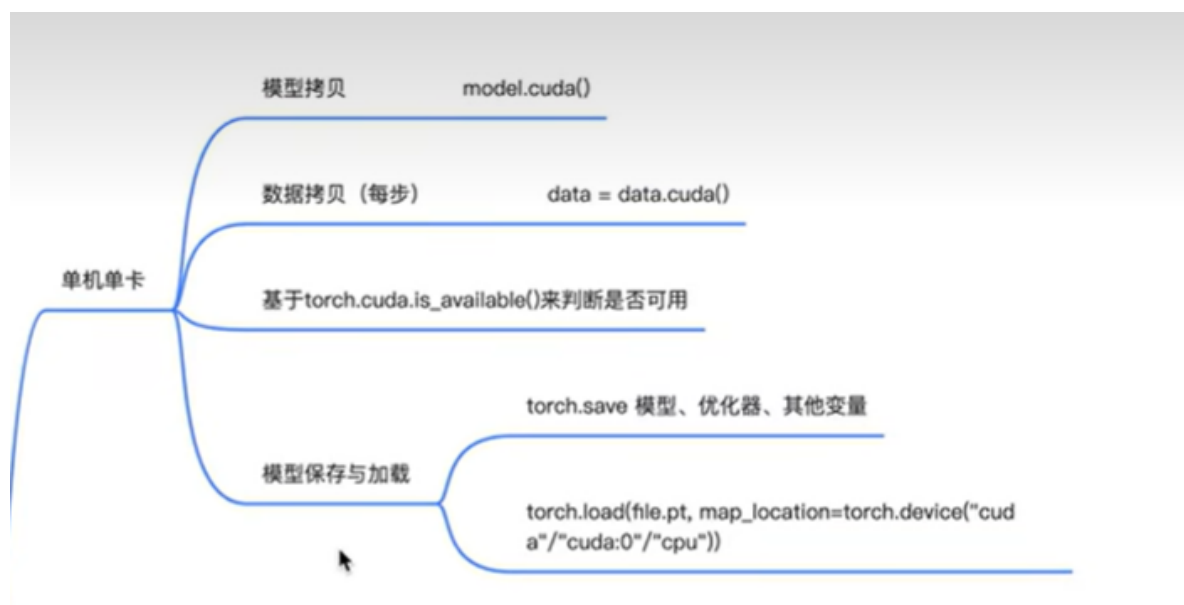 模型拷贝 model.cuda()
数据拷贝（每步） data = data.cuda()
单机单卡
基于torch.cuda.is_available()来判断是否可用
torch.save 模型、优化器、其他变量
模型保存与加载
torch.load(file.pt, map_location=torch.device("cud
a"/"cuda:0"/"cpu"))